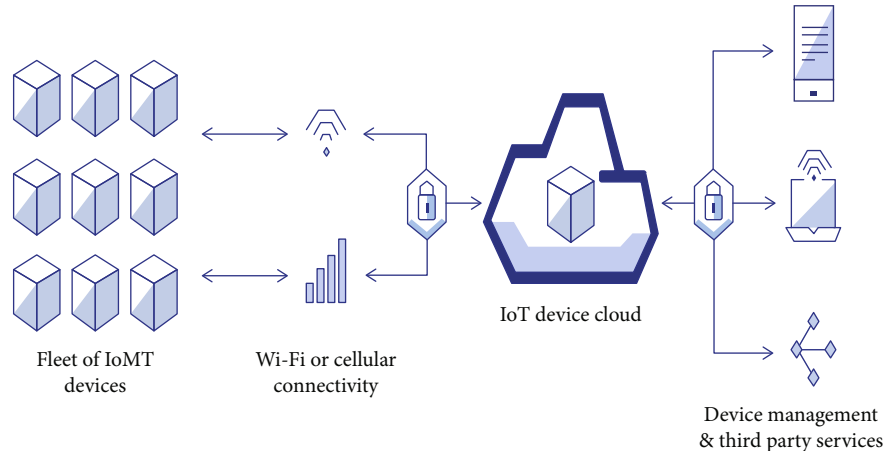 Fleet of IoMT
devices
Wi-Fi or cellular
connectivity
IoT device cloud
Device management
& third party services